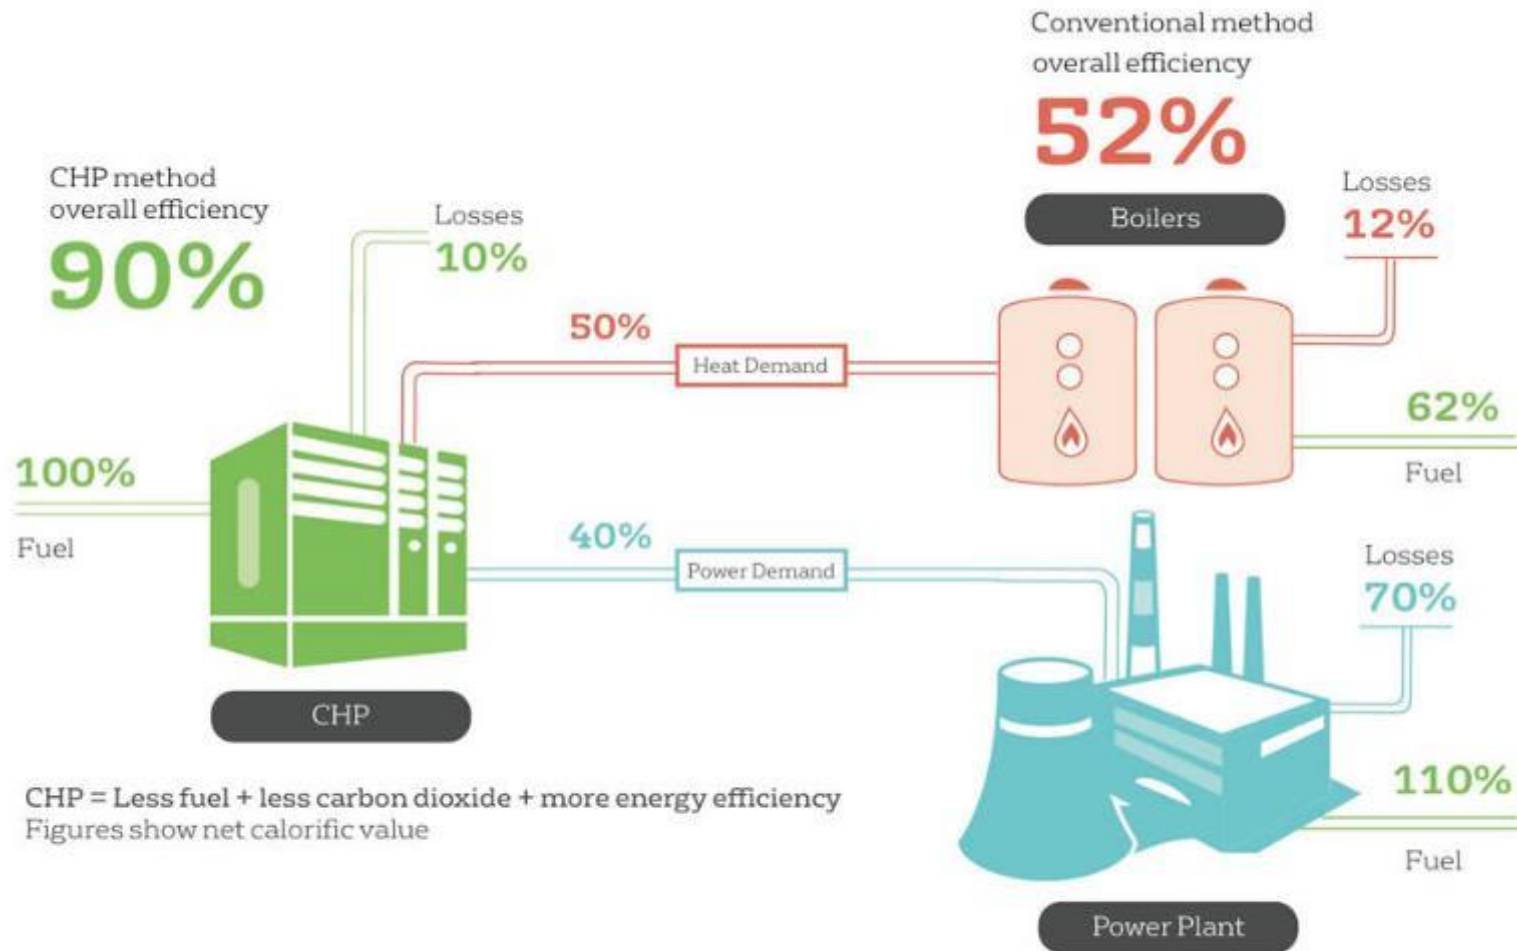 Conventional method
overall efficiency
52%
CHP method
overall efficiency
90%
Losses
10%
Boilers
Losses
12%
50%
Heat Demand
62%
Fuel
100%
Fuel
40%
Power Demand
Losses
70%
CHP
110%
Fuel
CHP = Less fuel + less carbon dioxide + more energy efficiency
Figures show net calorific value
Power Plant